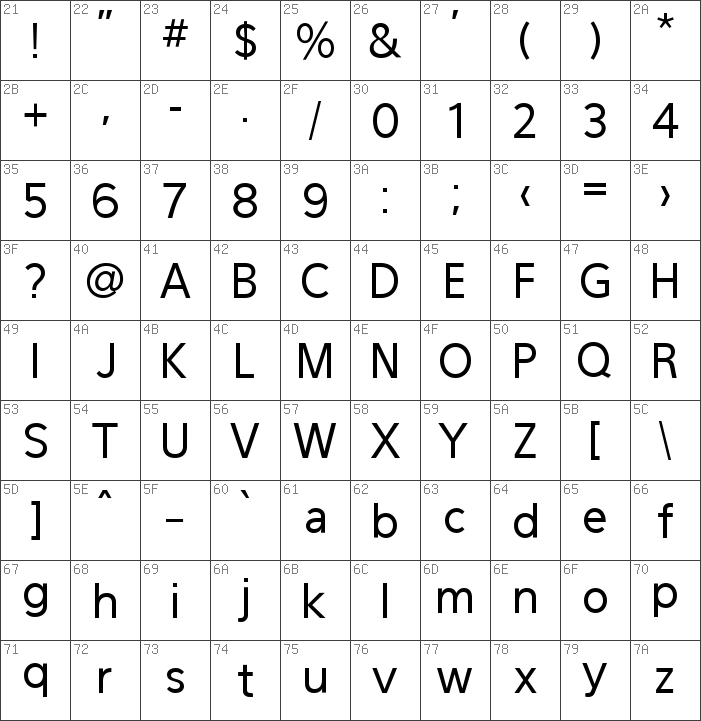 21 22 23 24 25 26 27 28 29 2A
! " # $ % & ' ( ) *
2B 2C 2D 2E 2F 30 31 32 33 34
+ , - . / 0 1 2 3 4
35 36 37 38 39 3A 3B 3C 3D 3E
5 6 7 8 9 : ; ‹ = ›
3F 40 41 42 43 44 45 46 47 48
? @ A B C D E F G H
49 4A 4B 4C 4D 4E 4F 50 51 52
I J K L M N O P Q R
53 54 55 56 57 58 59 5A 5B 5C
S T U V W X Y Z [ \
5D 5E 5F 60 61 62 63 64 65 66
] ^ _ ` a b c d e f
67 68 69 6A 6B 6C 6D 6E 6F 70
g h i j k l m n o p
71 72 73 74 75 76 77 78 79 7A
q r s t u v w x y z